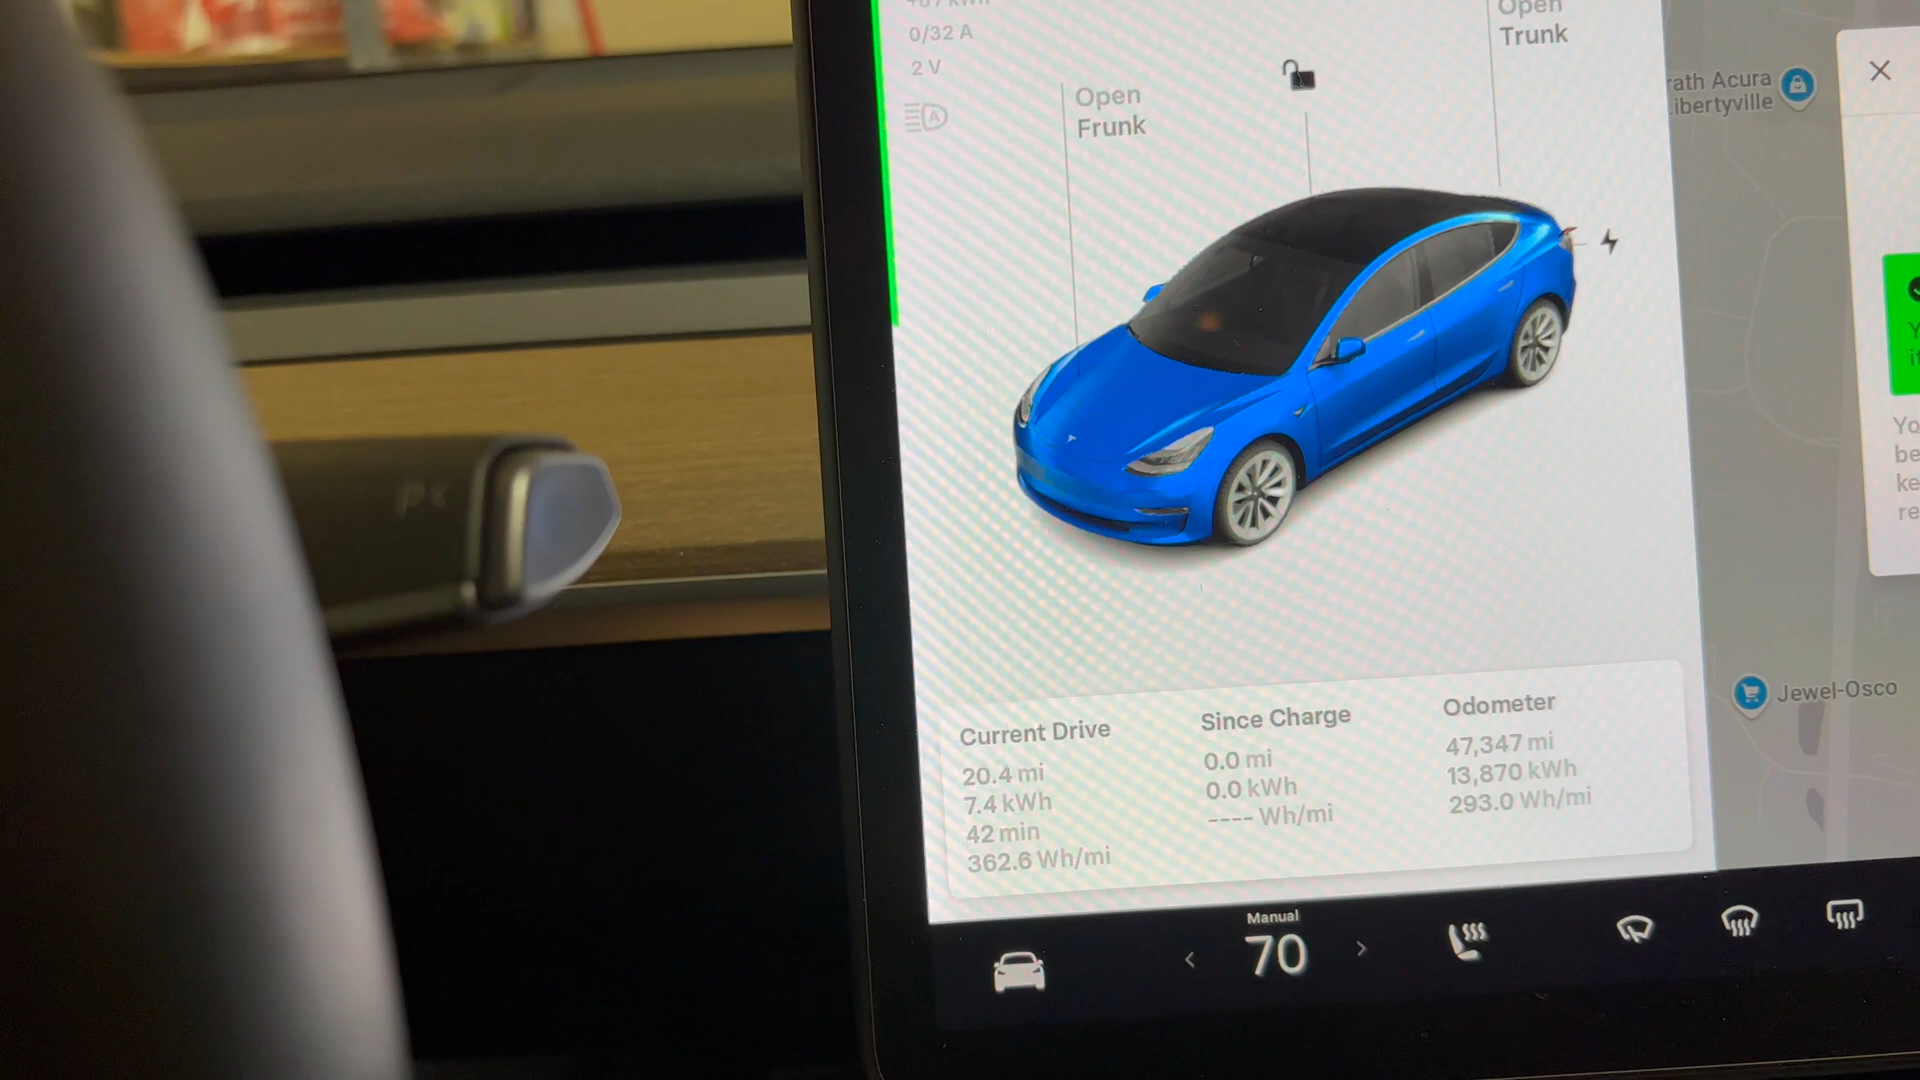 0/32 A
2 V
Open
Frunk
Open
Trunk
Acura
Current Drive
20.4 mi
7.4 kWh
42 min
362.6 Wh/mi
Since Charge
0.0 mi
0.0 kWh
---- Wh/mi
Odometer
47,347 mi
13,870 kWh
293.0 Wh/mi
Jewel-Osco
Manual
70